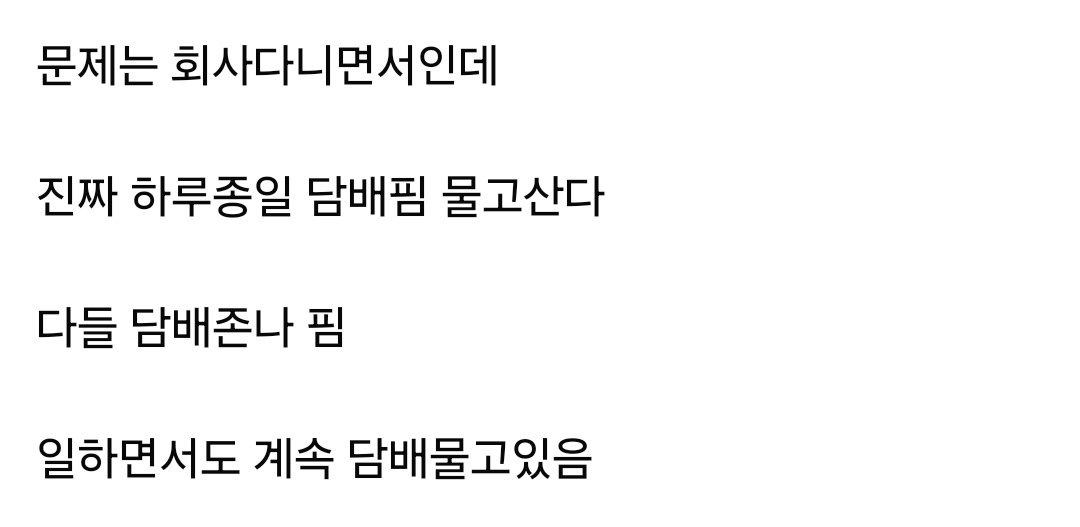 문제는 회사다니면서인데
진짜 하루종일 담배핌 물고산다
다들 담배존나 핌
일하면서도 계속 담배물고있음